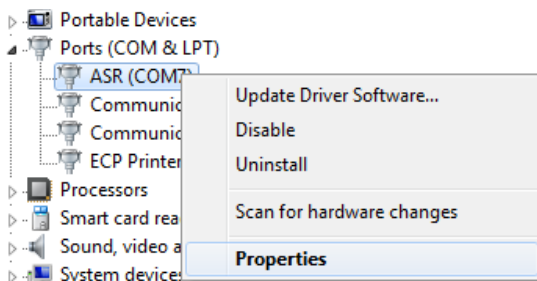 Portable Devices
Ports (COM & LPT)
ASR (COM7)
Communic
Communic
ECP Printer
Processors
Smart card rea
Sound, video a
System devices
Update Driver Software...
Disable
Uninstall
Scan for hardware changes
Properties